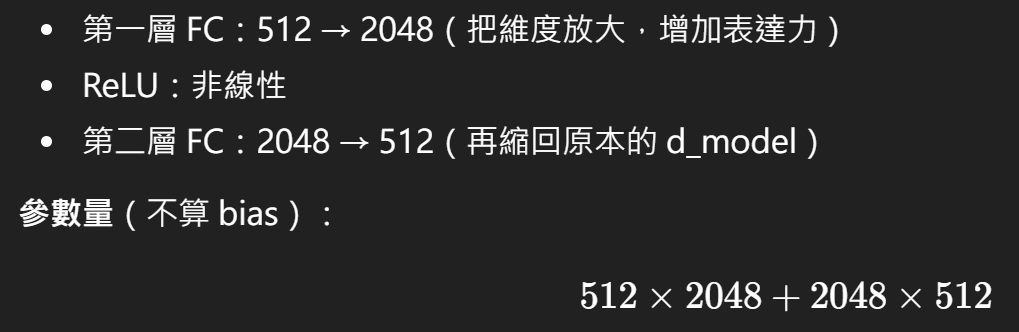 • 第一層 FC：512 → 2048（把維度放大，增加表達力）
• ReLU：非線性
• 第二層 FC：2048 → 512（再縮回原本的 d_model）
參數量（不算 bias）：
512 × 2048 + 2048 × 512